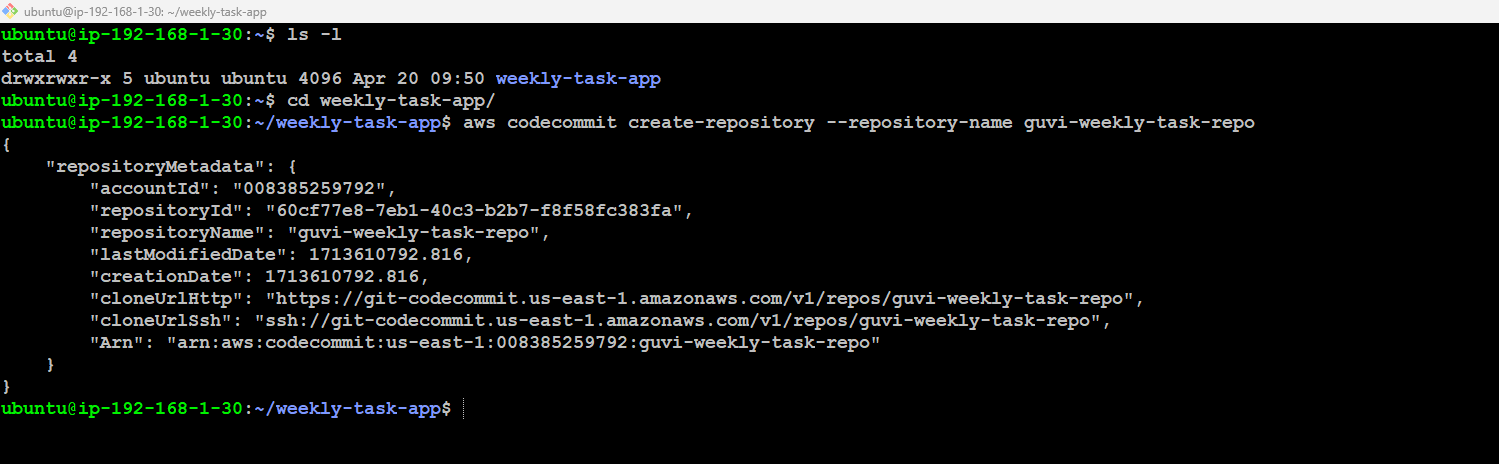 ubuntu@ip-192-168-1-30: ~/weekly-task-app
ubuntu@ip-192-168-1-30:~$ ls -l
total 4
drwxrwxr-x 5 ubuntu ubuntu 4096 Apr 20 09:50 weekly-task-app
ubuntu@ip-192-168-1-30:~$ cd weekly-task-app/
ubuntu@ip-192-168-1-30:~/weekly-task-app$ aws codecommit create-repository --repository-name guvi-weekly-task-repo
{
    "repositoryMetadata": {
        "accountId": "008385259792",
        "repositoryId": "60cf77e8-7eb1-40c3-b2b7-f8f58fc383fa",
        "repositoryName": "guvi-weekly-task-repo",
        "lastModifiedDate": 1713610792.816,
        "creationDate": 1713610792.816,
        "cloneUrlHttp": "https://git-codecommit.us-east-1.amazonaws.com/v1/repos/guvi-weekly-task-repo",
        "cloneUrlSsh": "ssh://git-codecommit.us-east-1.amazonaws.com/v1/repos/guvi-weekly-task-repo",
        "Arn": "arn:aws:codecommit:us-east-1:008385259792:guvi-weekly-task-repo"
    }
}
ubuntu@ip-192-168-1-30:~/weekly-task-app$